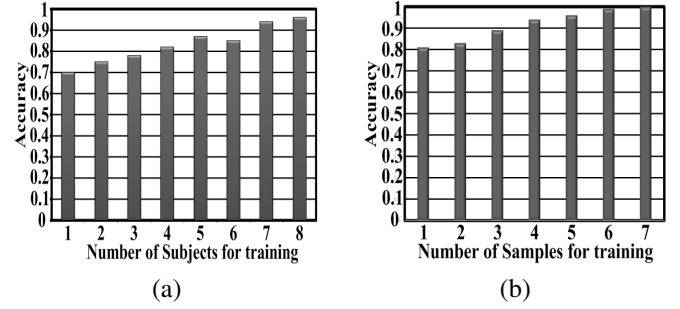 Accuracy
1
0.9
0.8
0.7
0.6
0.5
0.4
0.3
0.2
0.1
0
1 2 3 4 5 6 7 8
Number of Subjects for training
(a)
Accuracy
1
0.9
0.8
0.7
0.6
0.5
0.4
0.3
0.2
0.1
0
1 2 3 4 5 6 7
Number of Samples for training
(b)